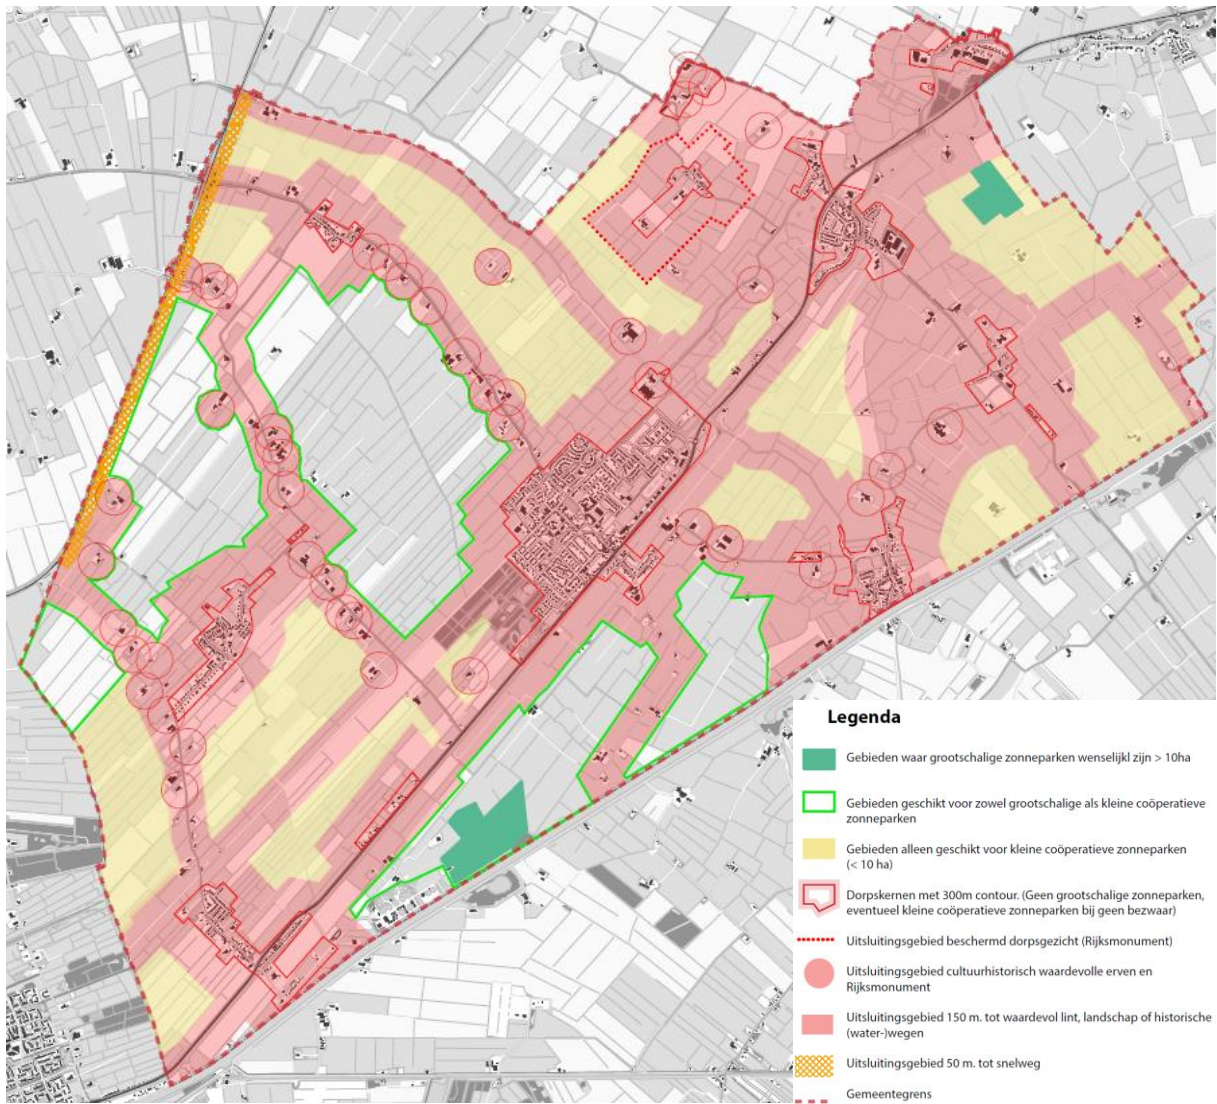 Legenda
Gebieden waar grootschalige zonneparken wenselijkl zijn > 10ha
Gebieden geschikt voor zowel grootschalige als kleine coöperatieve
zonneparken
Gebieden alleen geschikt voor kleine coöperatieve zonneparken
(< 10 ha)
Dorpskernen met 300m contour. (Geen grootschalige zonneparken,
eventueel kleine coöperatieve zonneparken bij geen bezwaar)
Uitsluitingsgebied beschermd dorpsgezicht (Rijksmonument)
Uitsluitingsgebied cultuurhistorisch waardevolle erven en
Rijksmonument
Uitsluitingsgebied 150 m. tot waardevol lint, landschap of historische
(water-)wegen
Uitsluitingsgebied 50 m. tot snelweg
Gemeentegrens